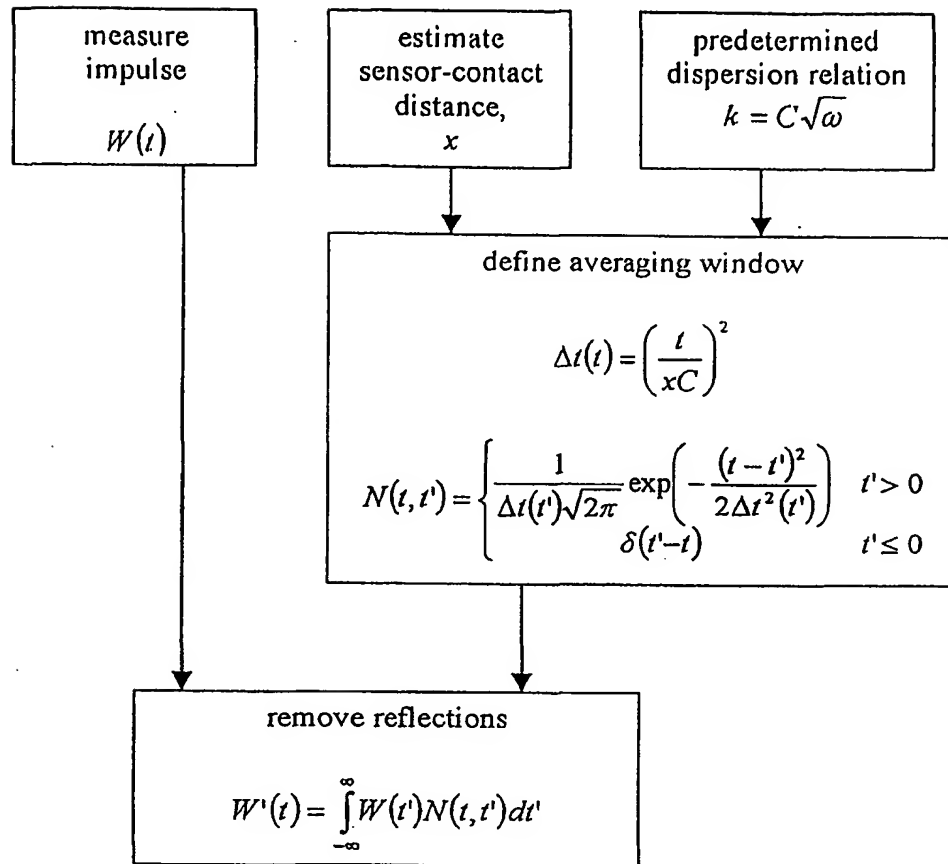 measure
impulse
W(t)
estimate
sensor-contact
distance,
x
predetermined
dispersion relation
k = C√ω
define averaging window
Δt(t) = (t / xC)²
N(t,t') = { 1 / (Δt(t')√2π) exp(−(t−t')² / 2Δt²(t')) t' > 0
δ(t'−t) t' ≤ 0
remove reflections
W'(t) = ∫_{−∞}^{∞} W(t')N(t,t')dt'